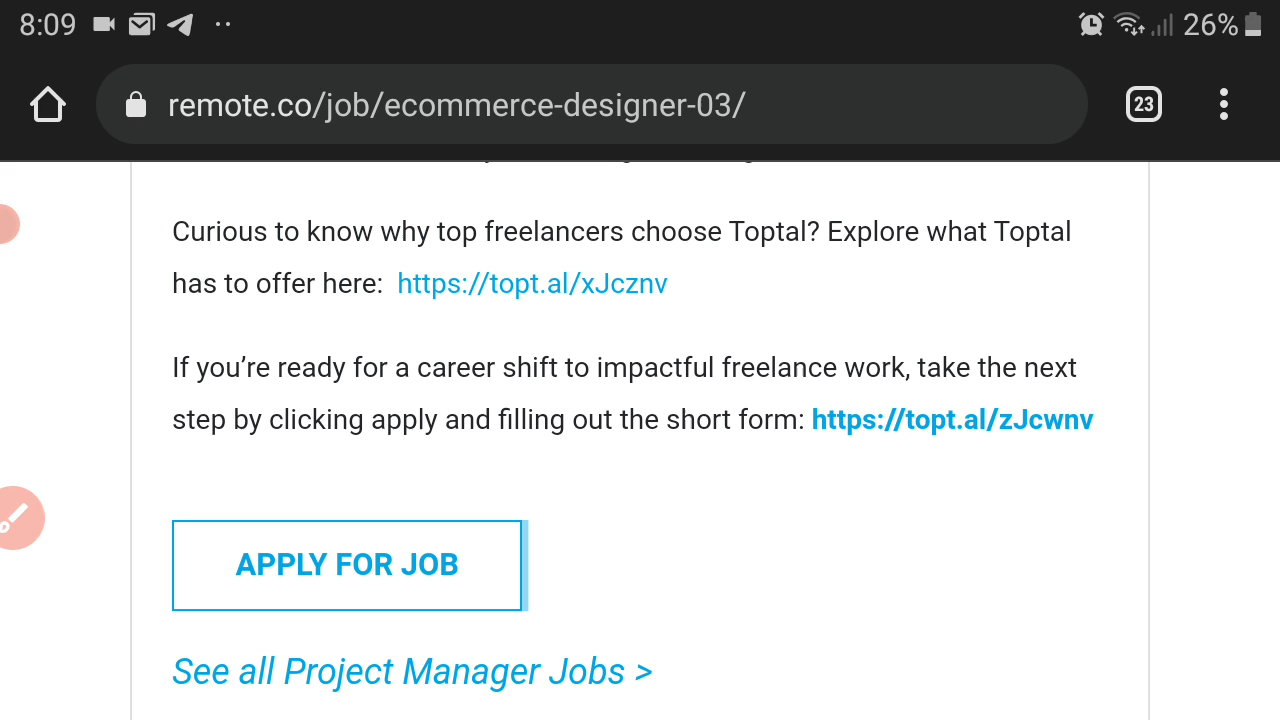 8:09
26%
remote.co/job/ecommerce-designer-03/
23
Curious to know why top freelancers choose Toptal? Explore what Toptal
has to offer here: https://topt.al/xJcznv
If you’re ready for a career shift to impactful freelance work, take the next
step by clicking apply and filling out the short form: https://topt.al/zJcwnv
APPLY FOR JOB
See all Project Manager Jobs >